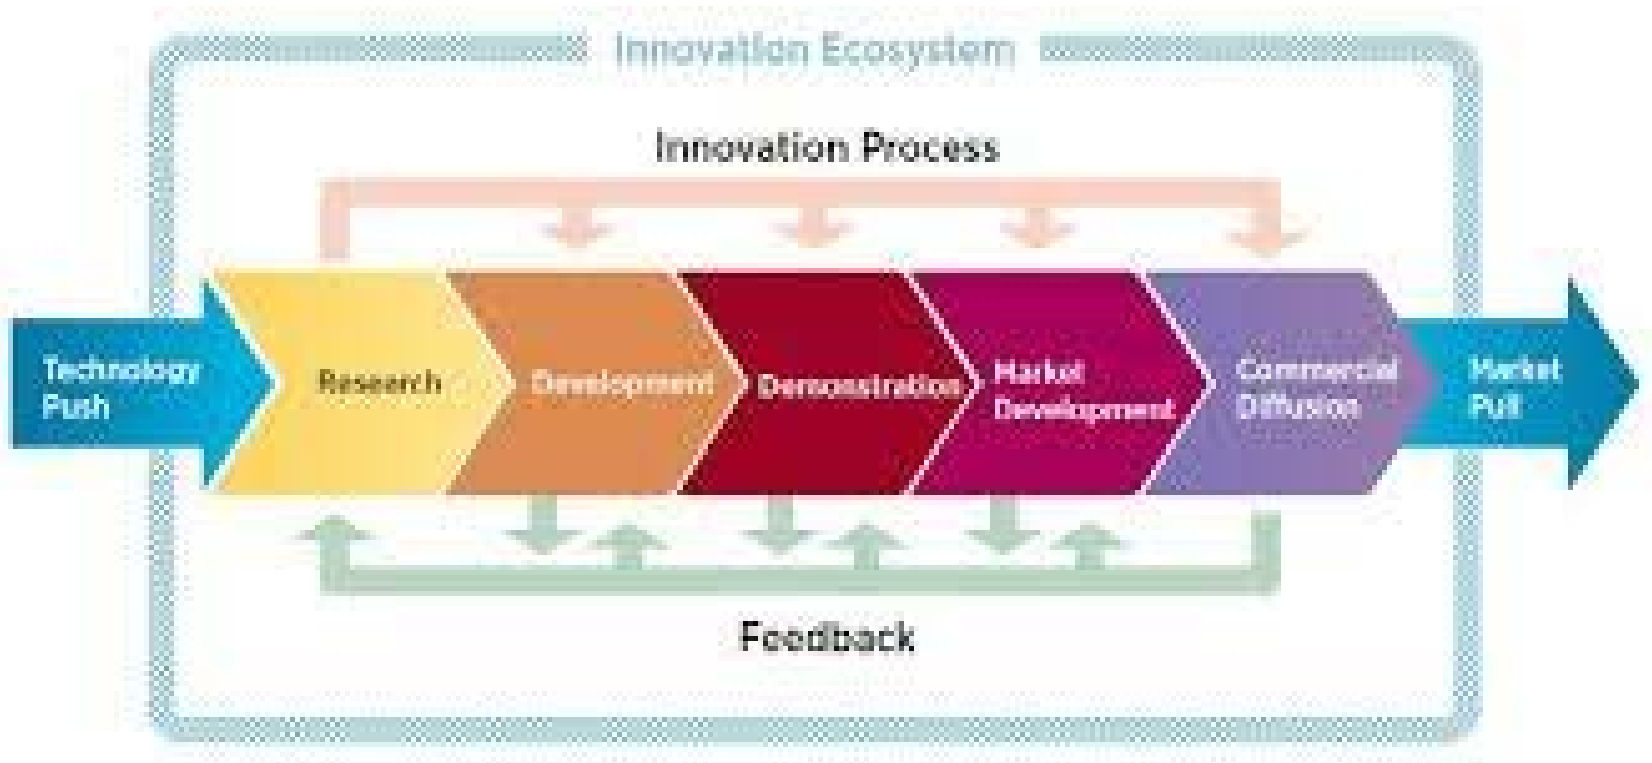 Innovation Ecosystem
Innovation Process
Technology
Push
Research
Development
Demonstration
Market
Development
Commercial
Diffusion
Market
Pull
Feedback